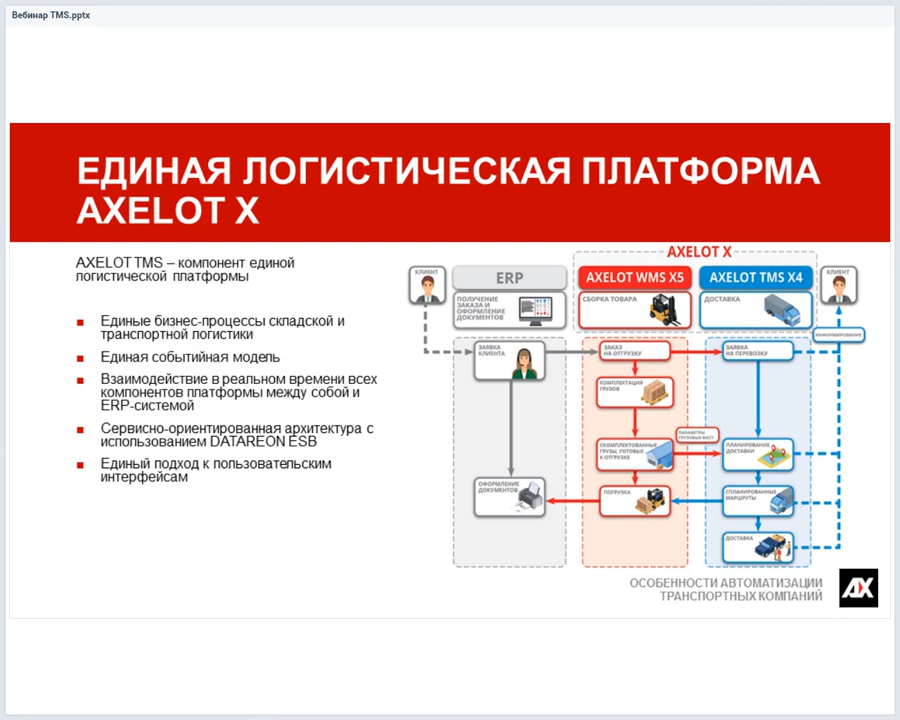 Вебинар TMS.pptx
ЕДИНАЯ ЛОГИСТИЧЕСКАЯ ПЛАТФОРМА
AXELOT X
AXELOT TMS – компонент единой
логистической платформы
Единые бизнес-процессы складской и
транспортной логистики
Единая событийная модель
Взаимодействие в реальном времени всех
компонентов платформы между собой и
ERP-системой
Сервисно-ориентированная архитектура с
использованием DATAREON ESB
Единый подход к пользовательским
интерфейсам
AXELOT X
КЛИЕНТ
ERP
AXELOT WMS X5
AXELOT TMS X4
КЛИЕНТ
ПОЛУЧЕНИЕ
ЗАКАЗА И
ОФОРМЛЕНИЕ
ДОКУМЕНТОВ
СБОРКА ТОВАРА
ДОСТАВКА
ИНФОРМИРОВАНИЕ
ЗАЯВКА
КЛИЕНТА
ЗАКАЗ
НА ОТГРУЗКУ
ЗАЯВКА
НА ПЕРЕВОЗКУ
КОМПЛЕКТАЦИЯ
ГРУЗОВ
ПАРАМЕТРЫ
ГРУЗОВЫХ МЕСТ
СКОМПЛЕКТОВАННЫЕ
ГРУЗЫ, ГОТОВЫЕ
К ОТГРУЗКЕ
ПЛАНИРОВАНИЕ
ДОСТАВКИ
ОФОРМЛЕНИЕ
ДОКУМЕНТОВ
ПОГРУЗКА
СПЛАНИРОВАННЫЕ
МАРШРУТЫ
ДОСТАВКА
ОСОБЕННОСТИ АВТОМАТИЗАЦИИ
ТРАНСПОРТНЫХ КОМПАНИЙ
AX